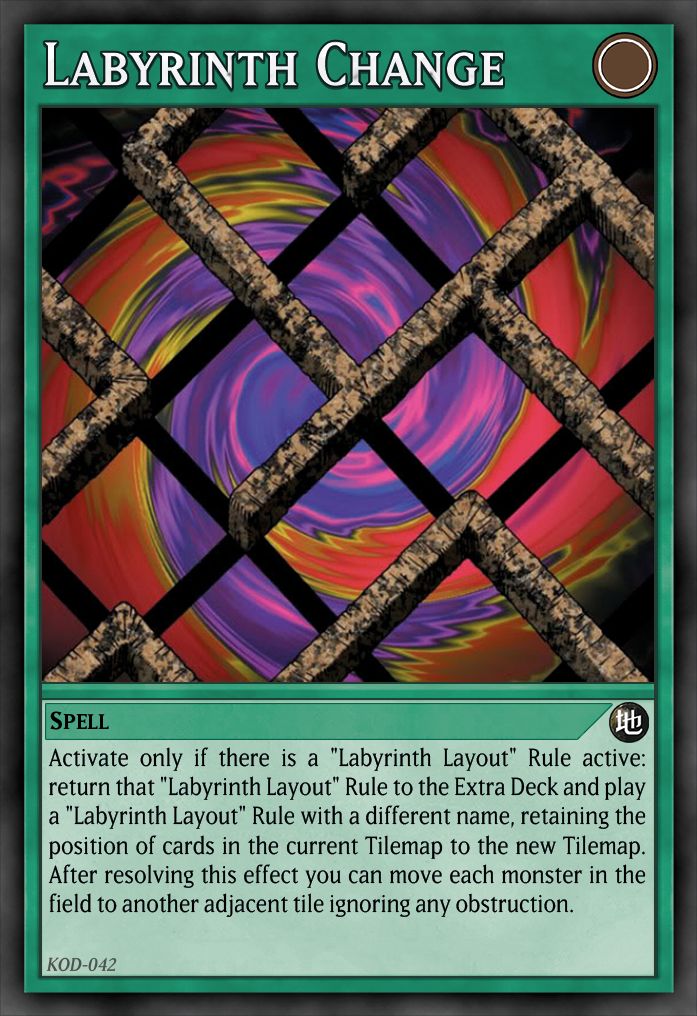 Labyrinth Change
Spell
Activate only if there is a "Labyrinth Layout" Rule active:
return that "Labyrinth Layout" Rule to the Extra Deck and play
a "Labyrinth Layout" Rule with a different name, retaining the
position of cards in the current Tilemap to the new Tilemap.
After resolving this effect you can move each monster in the
field to another adjacent tile ignoring any obstruction.
KOD-042